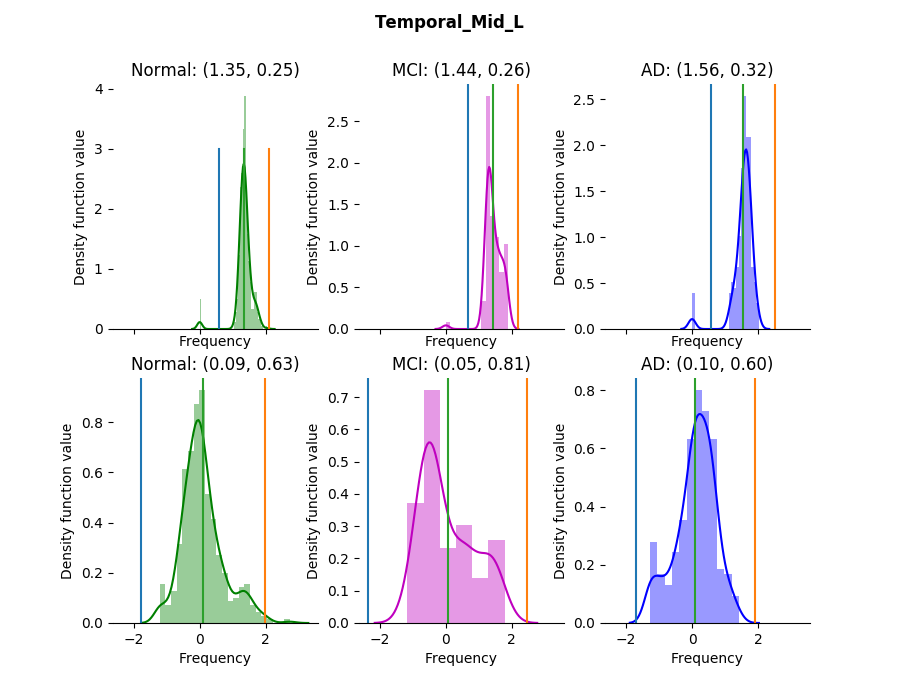 Temporal_Mid_L
Normal: (1.35, 0.25)
MCI: (1.44, 0.26)
AD: (1.56, 0.32)
Density function value
4
3
2
1
0
Frequency
Density function value
2.5
2.0
1.5
1.0
0.5
0.0
Frequency
Density function value
2.5
2.0
1.5
1.0
0.5
0.0
Frequency
Normal: (0.09, 0.63)
MCI: (0.05, 0.81)
AD: (0.10, 0.60)
Density function value
0.8
0.6
0.4
0.2
0.0
−2 0 2
Frequency
Density function value
0.7
0.6
0.5
0.4
0.3
0.2
0.1
0.0
−2 0 2
Frequency
Density function value
0.8
0.6
0.4
0.2
0.0
−2 0 2
Frequency